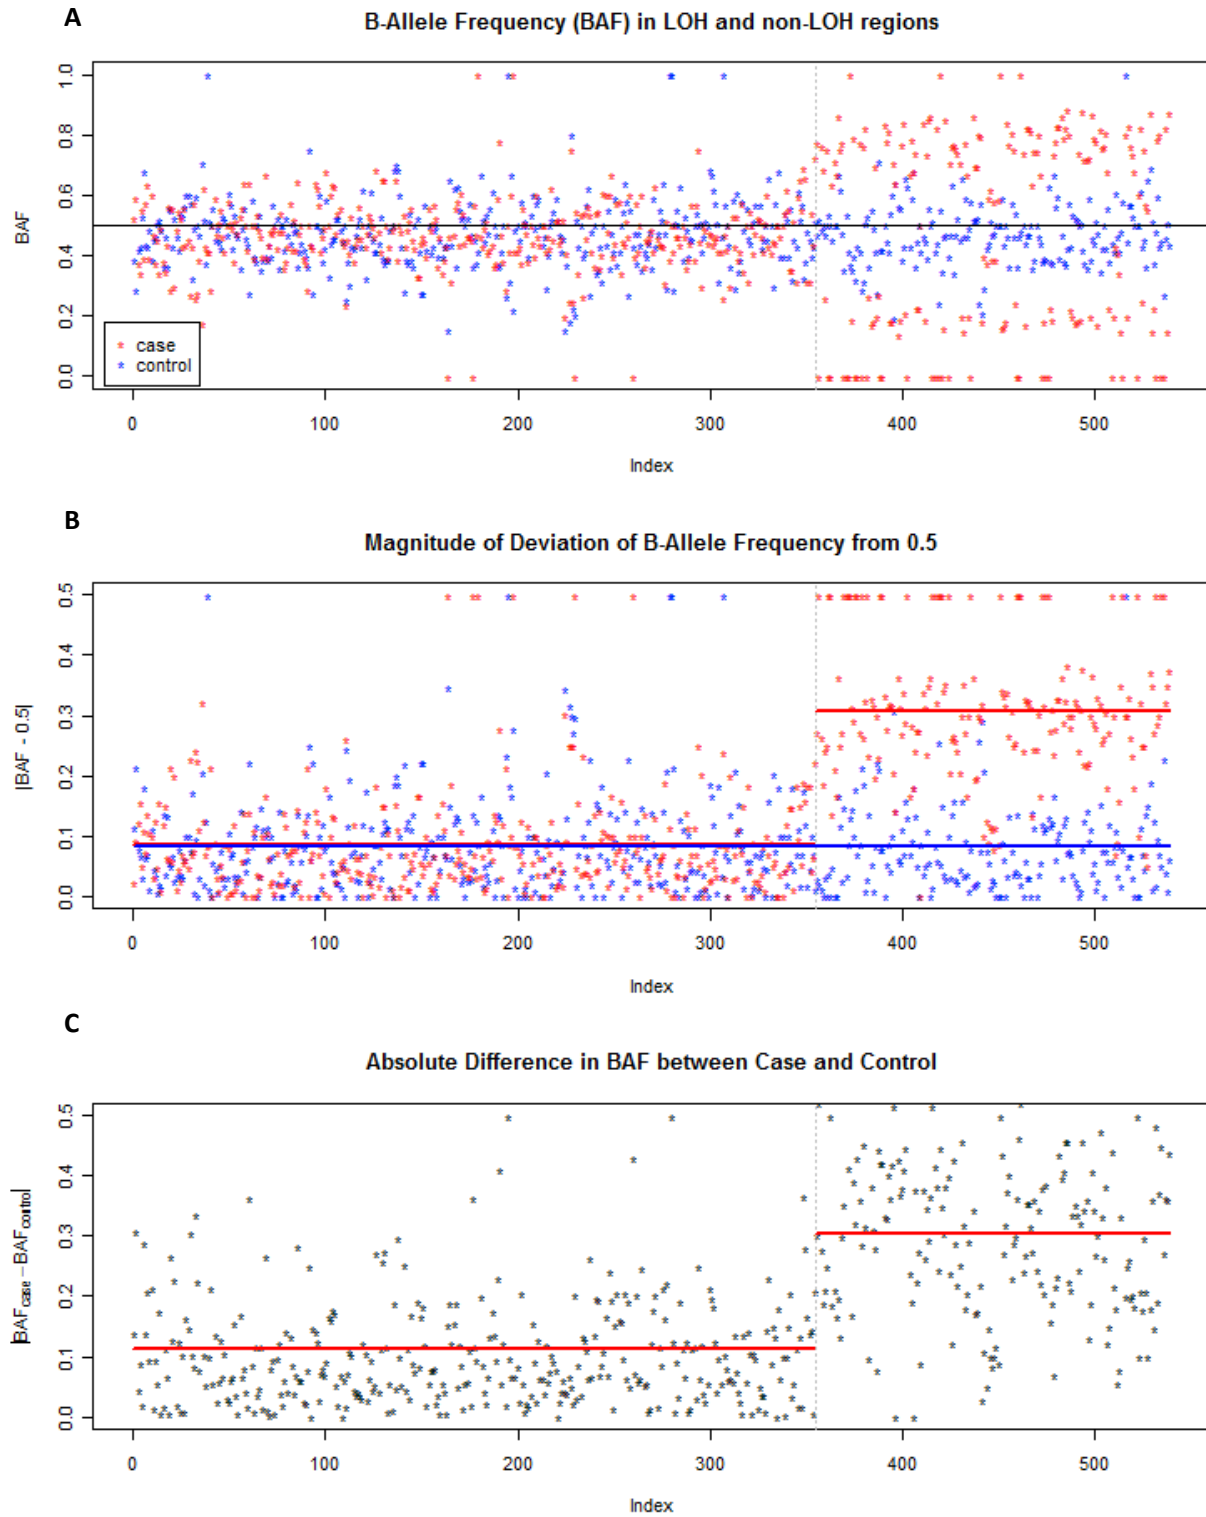 A
B-Allele Frequency (BAF) in LOH and non-LOH regions
BAF
1.0
0.8
0.6
0.4
0.2
0.0
* case
* control
0 100 200 300 400 500
Index
B
Magnitude of Deviation of B-Allele Frequency from 0.5
|BAF - 0.5|
0.5
0.4
0.3
0.2
0.1
0.0
0 100 200 300 400 500
Index
C
Absolute Difference in BAF between Case and Control
|BAFcase − BAFcontrol|
0.5
0.4
0.3
0.2
0.1
0.0
0 100 200 300 400 500
Index